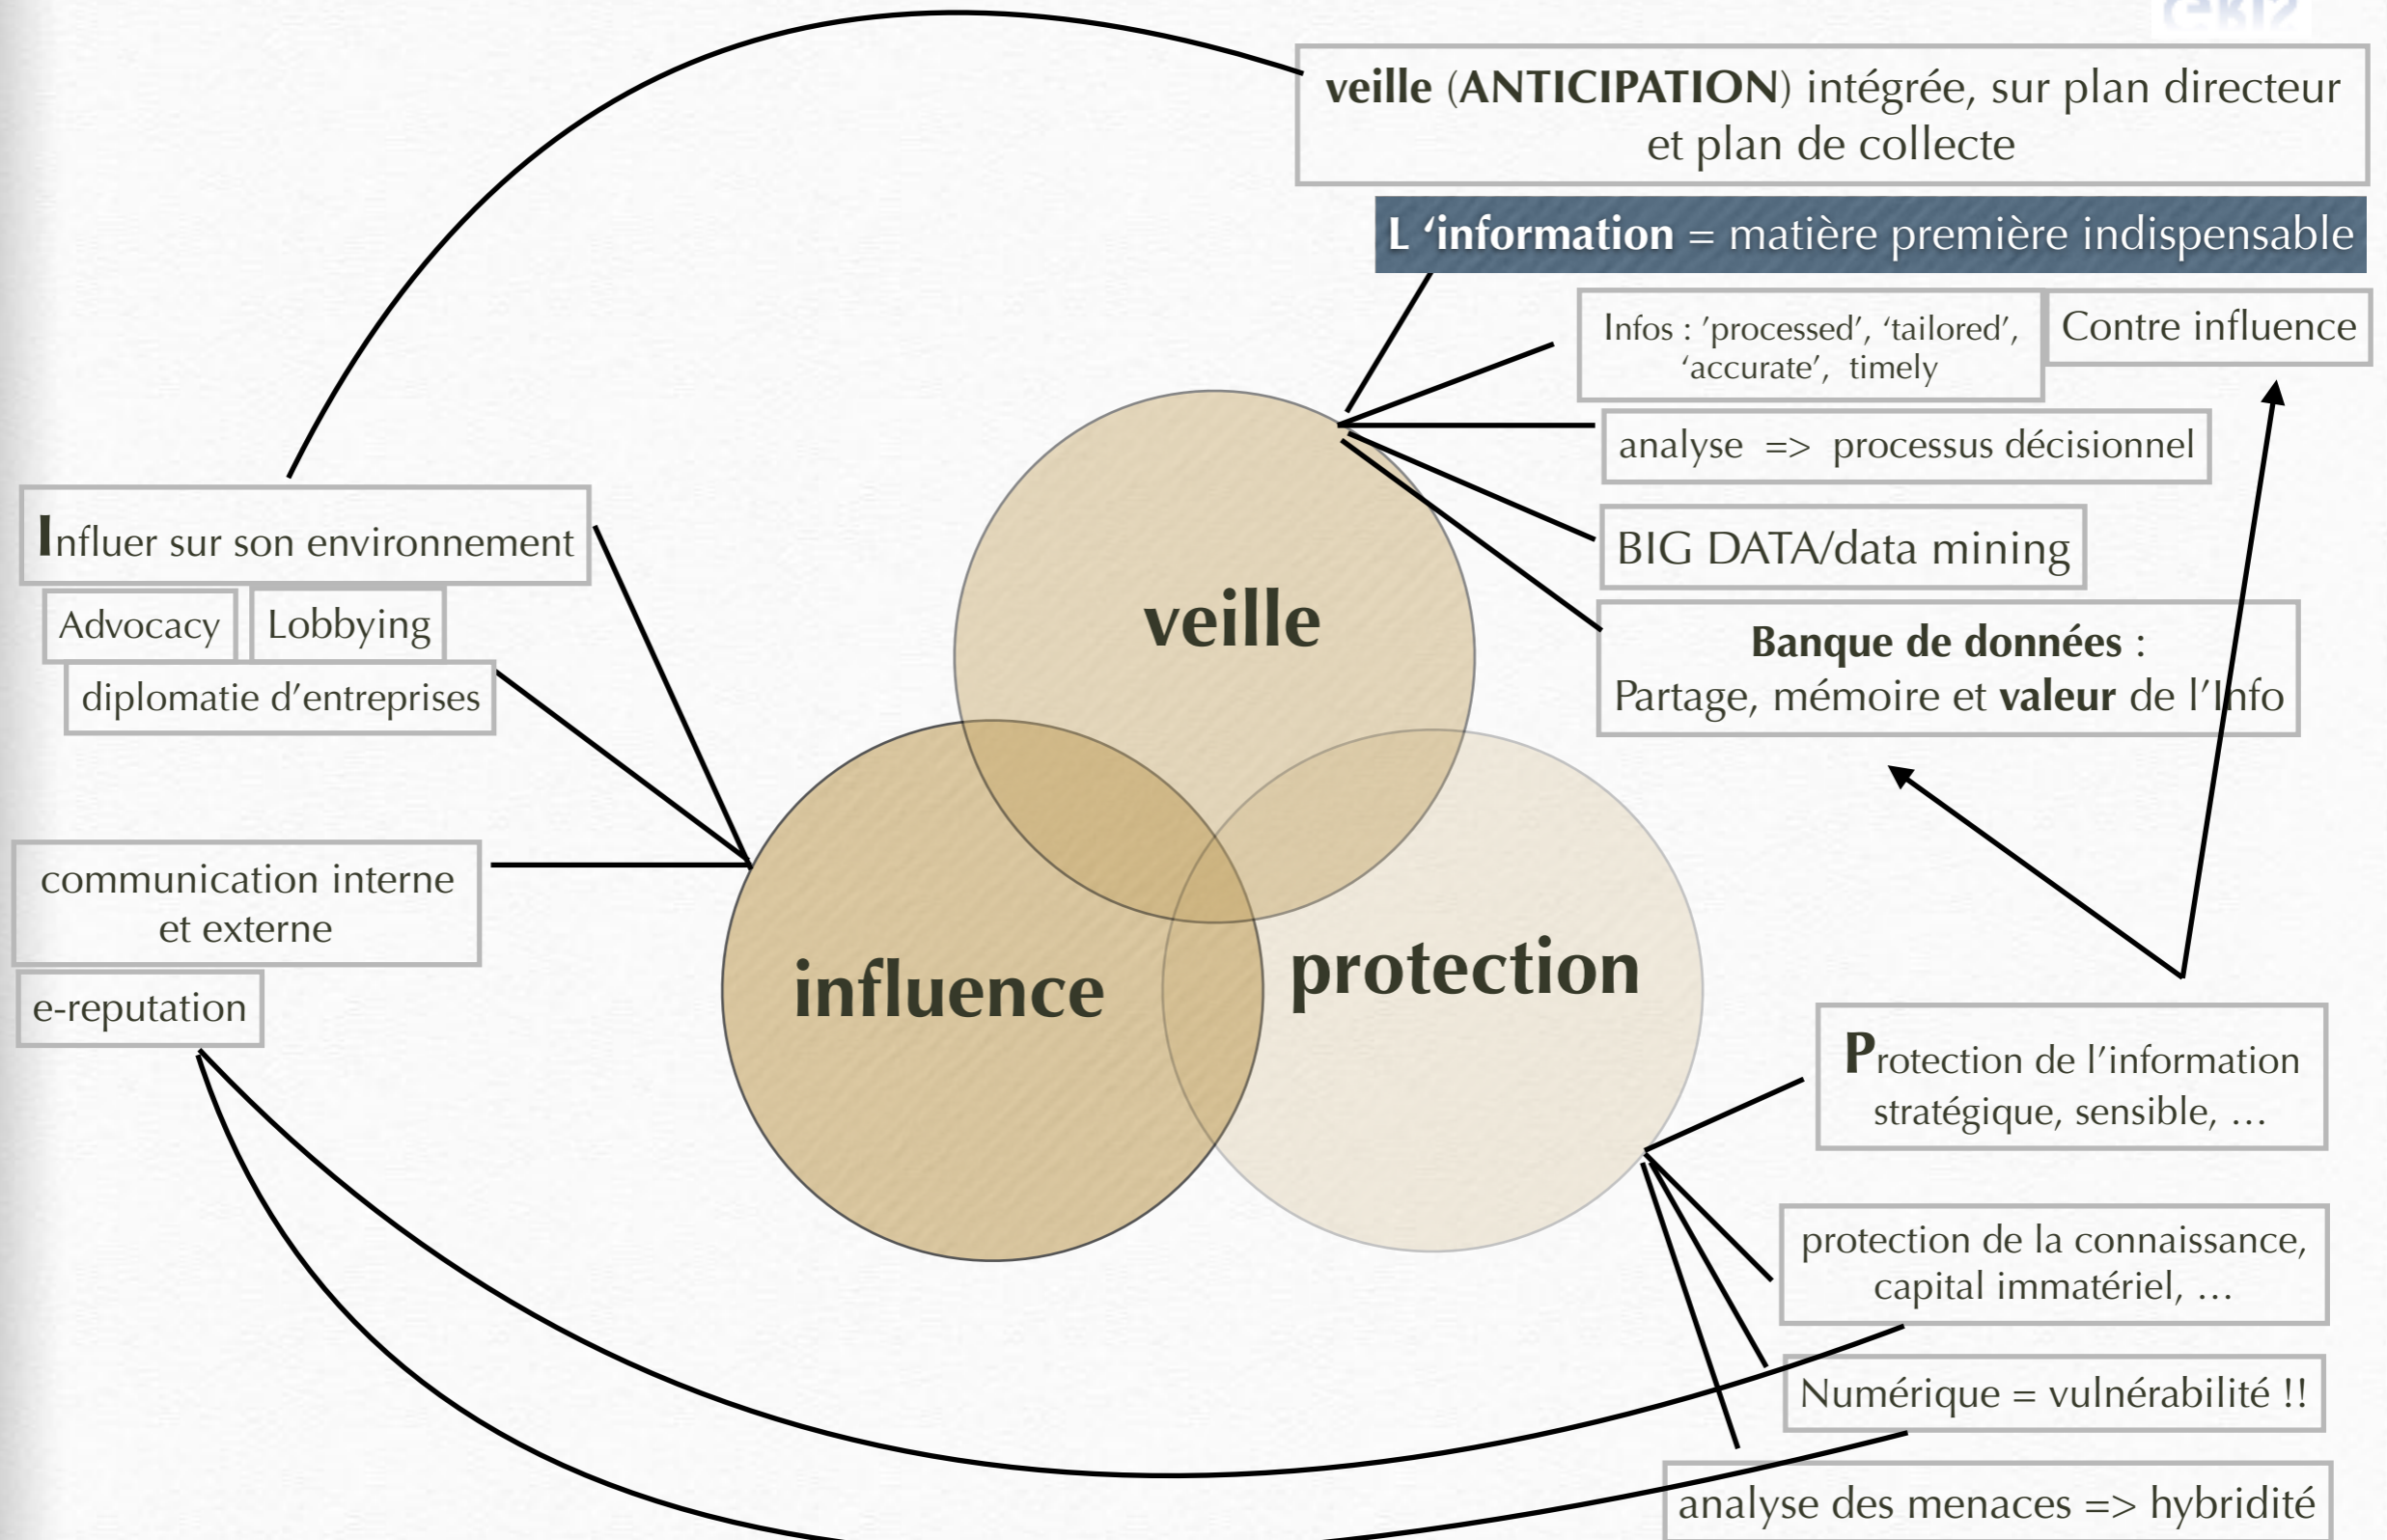 veille (ANTICIPATION) intégrée, sur plan directeur
et plan de collecte
L ‘information = matière première indispensable
Infos : ’processed’, ‘tailored’,
‘accurate’, timely
Contre influence
analyse => processus décisionnel
BIG DATA/data mining
Banque de données :
Partage, mémoire et valeur de l’Info
Influer sur son environnement
Advocacy
Lobbying
diplomatie d’entreprises
communication interne
et externe
e-reputation
veille
influence
protection
Protection de l’information
stratégique, sensible, …
protection de la connaissance,
capital immatériel, …
Numérique = vulnérabilité !!
analyse des menaces => hybridité